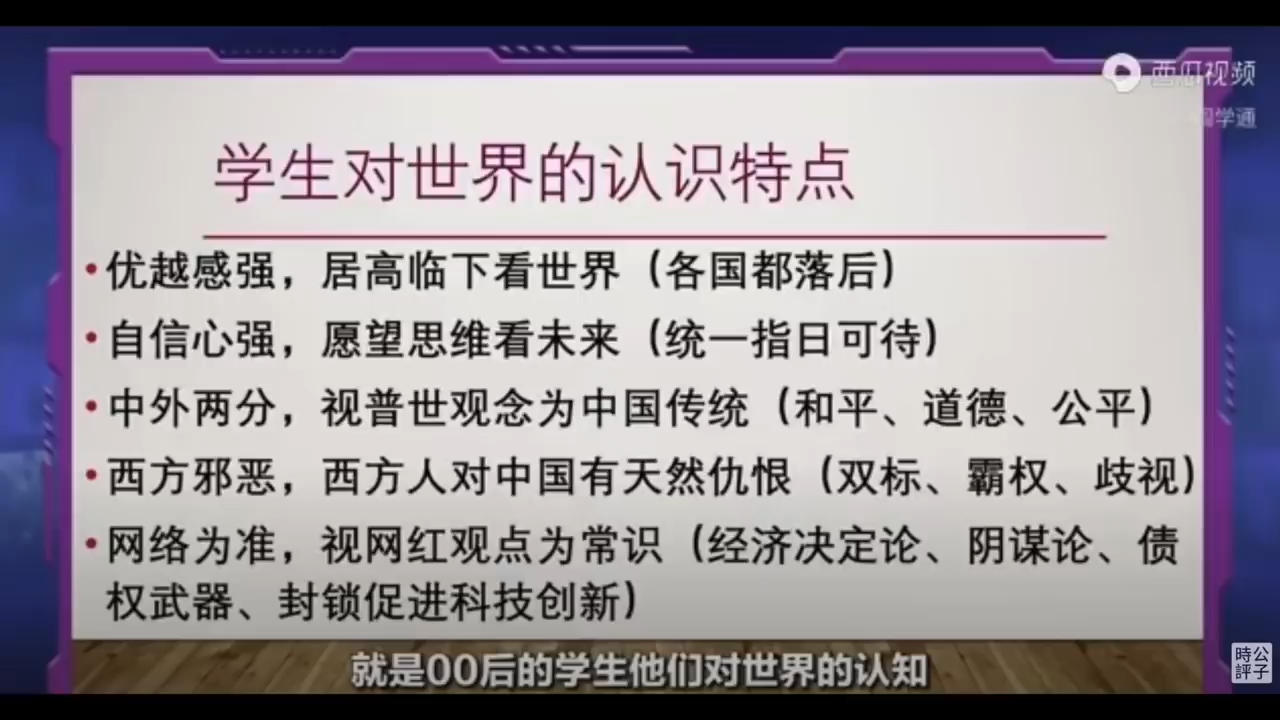 西瓜视频
学通
学生对世界的认识特点
•优越感强，居高临下看世界（各国都落后）
•自信心强，愿望思维看未来（统一指日可待）
•中外两分，视普世观念为中国传统（和平、道德、公平）
•西方邪恶，西方人对中国有天然仇恨（双标、霸权、歧视）
•网络为准，视网红观点为常识（经济决定论、阴谋论、债
权武器、封锁促进科技创新）
就是00后的学生他们对世界的认知
公子
時評